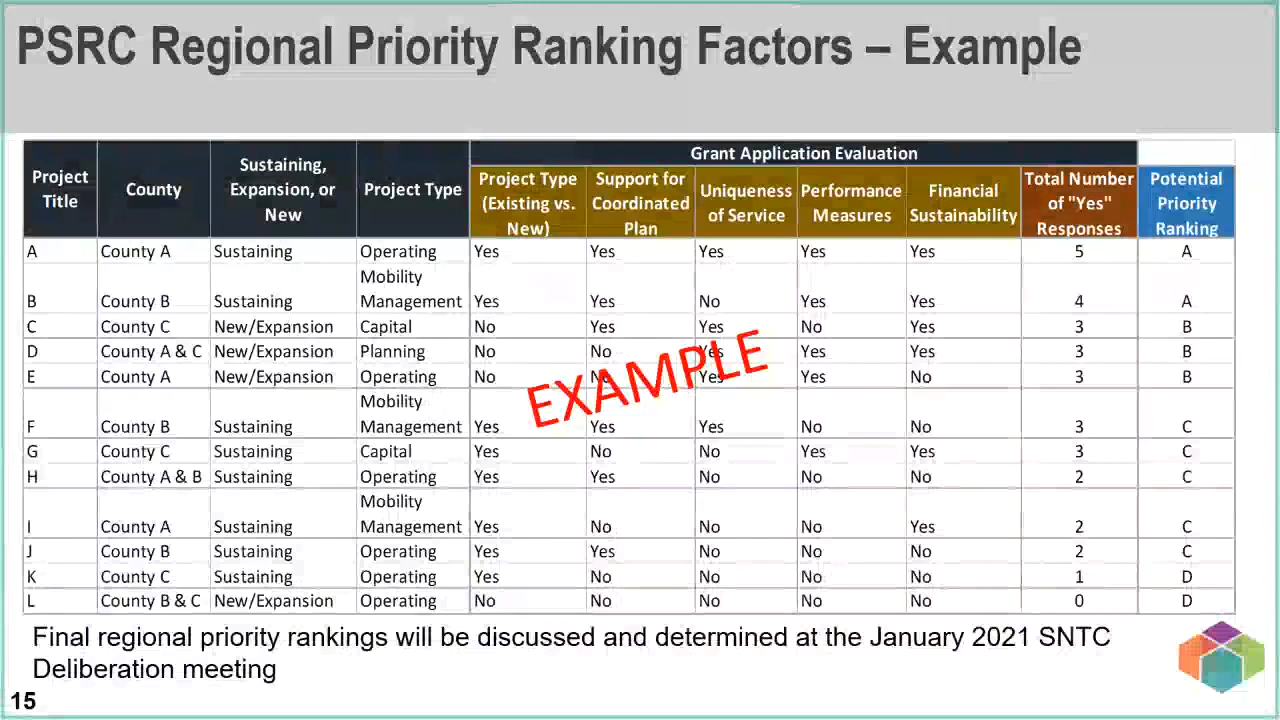 PSRC Regional Priority Ranking Factors – Example
Grant Application Evaluation
Project Title County Sustaining, Expansion, or New Project Type Project Type (Existing vs. New) Support for Coordinated Plan Uniqueness of Service Performance Measures Financial Sustainability Total Number of "Yes" Responses Potential Priority Ranking
A County A Sustaining Operating Yes Yes Yes Yes Yes 5 A
B County B Sustaining Mobility Management Yes Yes No Yes Yes 4 A
C County C New/Expansion Capital No Yes Yes No Yes 3 B
D County A & C New/Expansion Planning No No Yes Yes Yes 3 B
E County A New/Expansion Operating No No Yes Yes No 3 B
F County B Sustaining Mobility Management Yes Yes Yes No No 3 C
G County C Sustaining Capital Yes No No Yes Yes 3 C
H County A & B Sustaining Operating Yes Yes No No No 2 C
I County A Sustaining Mobility Management Yes No No No Yes 2 C
J County B Sustaining Operating Yes Yes No No No 2 C
K County C Sustaining Operating Yes No No No No 1 D
L County B & C New/Expansion Operating No No No No No 0 D
EXAMPLE
Final regional priority rankings will be discussed and determined at the January 2021 SNTC
Deliberation meeting
15